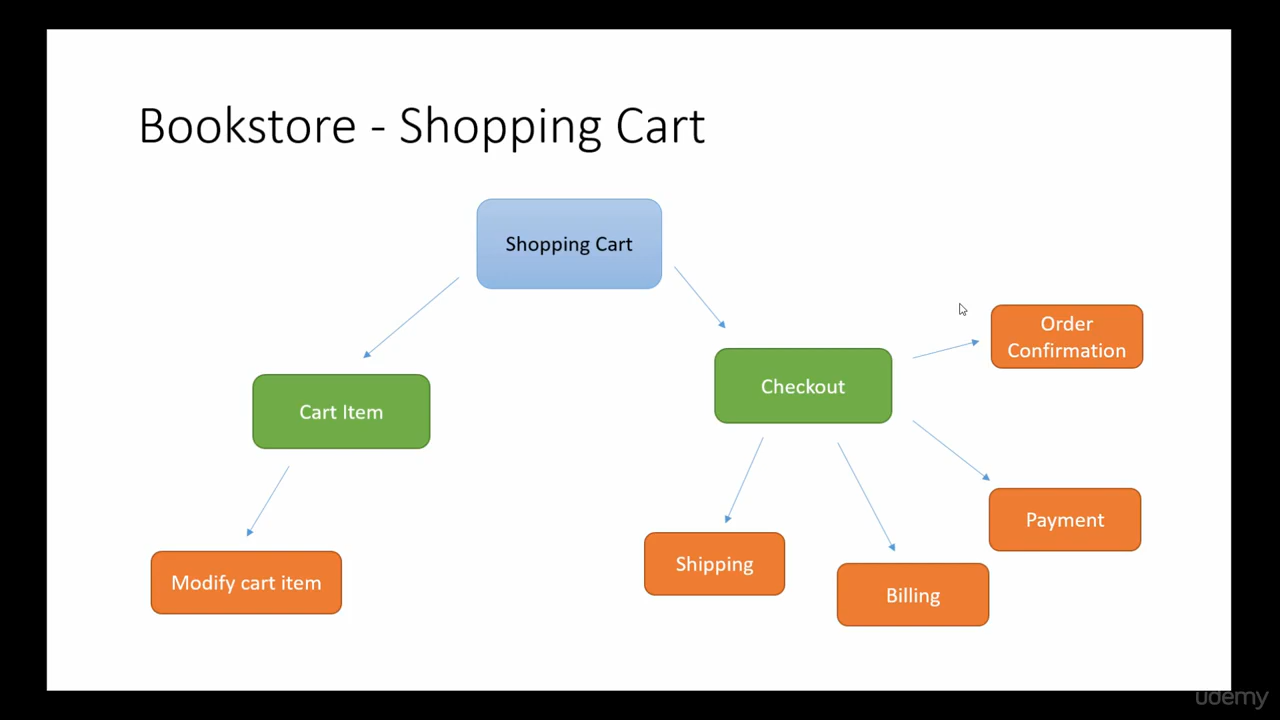 Bookstore - Shopping Cart
Shopping Cart
Order
Confirmation
Checkout
Cart Item
Payment
Shipping
Modify cart item
Billing
udemy